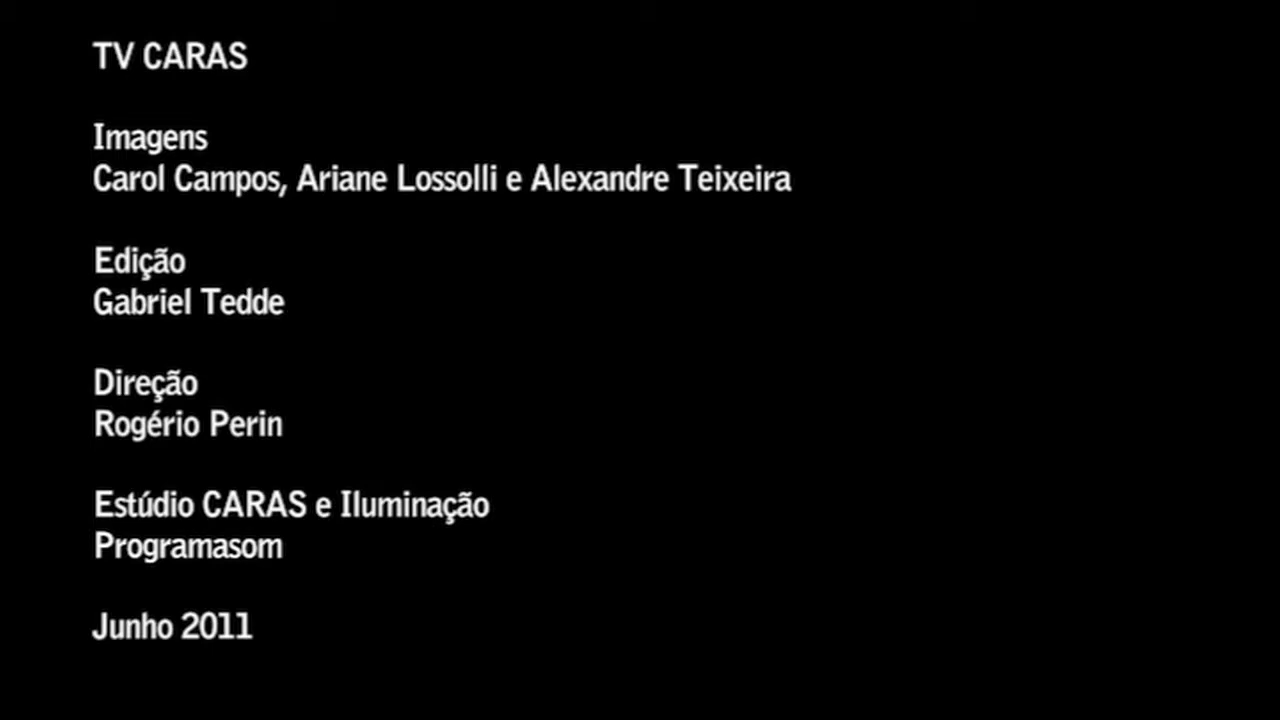 TV CARAS
Imagens
Carol Campos, Ariane Lossolli e Alexandre Teixeira
Edição
Gabriel Tedde
Direção
Rogério Perin
Estúdio CARAS e Iluminação
Programasom
Junho 2011